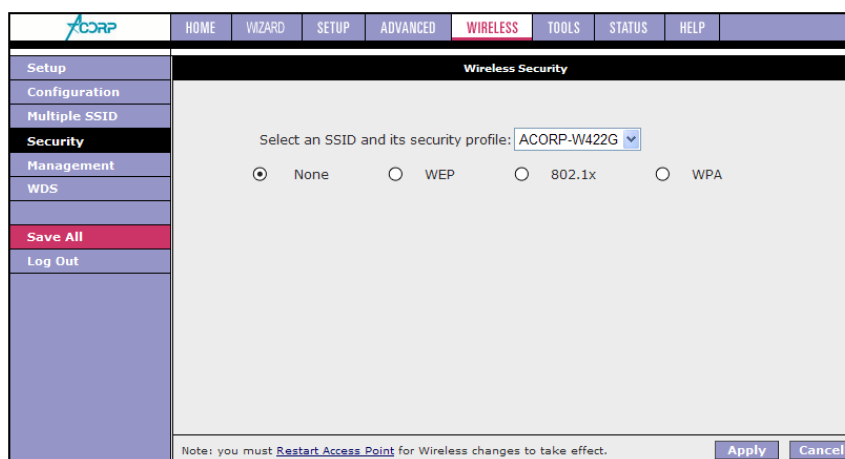 ACORP
HOME WIZARD SETUP ADVANCED WIRELESS TOOLS STATUS HELP
Setup
Configuration
Multiple SSID
Security
Management
WDS
Save All
Log Out
Wireless Security
Select an SSID and its security profile: ACORP-W422G
None WEP 802.1x WPA
Note: you must Restart Access Point for Wireless changes to take effect.
Apply Cancel